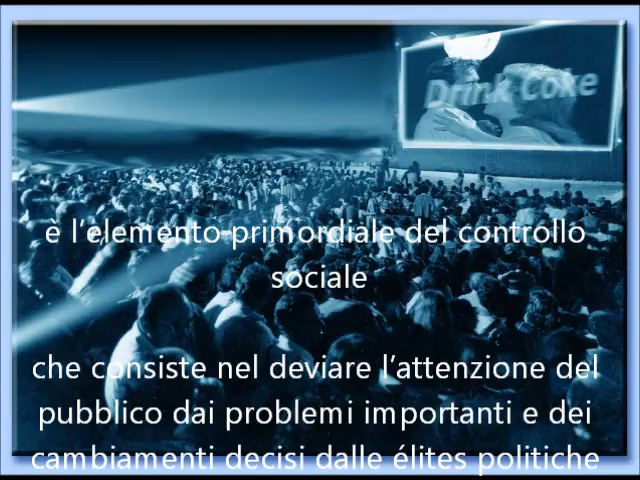 Drink Coke
è l'elemento primordiale del controllo
sociale
che consiste nel deviare l'attenzione del
pubblico dai problemi importanti e dei
cambiamenti decisi dalle élites politiche